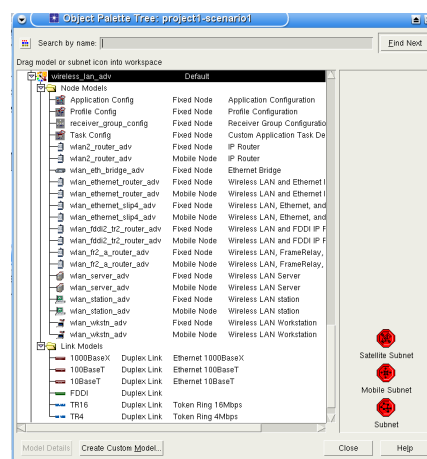 Object Palette Tree: project1-scenario1
Search by name:
Find Next
Drag model or subnet icon into workspace
wireless_lan_adv Default
Node Models
Application Config Fixed Node Application Configuration
Profile Config Fixed Node Profile Configuration
receiver_group_config Fixed Node Receiver Group Configuratio
Task Config Fixed Node Custom Application Task De
wlan2_router_adv Fixed Node IP Router
wlan2_router_adv Mobile Node IP Router
wlan_eth_bridge_adv Fixed Node Ethernet Bridge
wlan_ethernet_router_adv Fixed Node Wireless LAN and Ethernet I
wlan_ethernet_router_adv Mobile Node Wireless LAN and Ethernet I
wlan_ethernet_slip4_adv Fixed Node Wireless LAN, Ethernet, and
wlan_ethernet_slip4_adv Mobile Node Wireless LAN, Ethernet, and
wlan_fddi2_tr2_router_adv Fixed Node Wireless LAN and FDDI IP F
wlan_fddi2_tr2_router_adv Mobile Node Wireless LAN and FDDI IP F
wlan_fr2_a_router_adv Fixed Node Wireless LAN, FrameRelay,
wlan_fr2_a_router_adv Mobile Node Wireless LAN, FrameRelay,
wlan_server_adv Fixed Node Wireless LAN Server
wlan_server_adv Mobile Node Wireless LAN Server
wlan_station_adv Fixed Node Wireless LAN station
wlan_station_adv Mobile Node Wireless LAN station
wlan_wkstn_adv Fixed Node Wireless LAN Workstation
wlan_wkstn_adv Mobile Node Wireless LAN Workstation
Link Models
1000BaseX Duplex Link Ethernet 1000BaseX
100BaseT Duplex Link Ethernet 100BaseT
10BaseT Duplex Link Ethernet 10BaseT
FDDI Duplex Link
TR16 Duplex Link Token Ring 16Mbps
TR4 Duplex Link Token Ring 4Mbps
Satellite Subnet
Mobile Subnet
Subnet
Model Details
Create Custom Model...
Close
Help